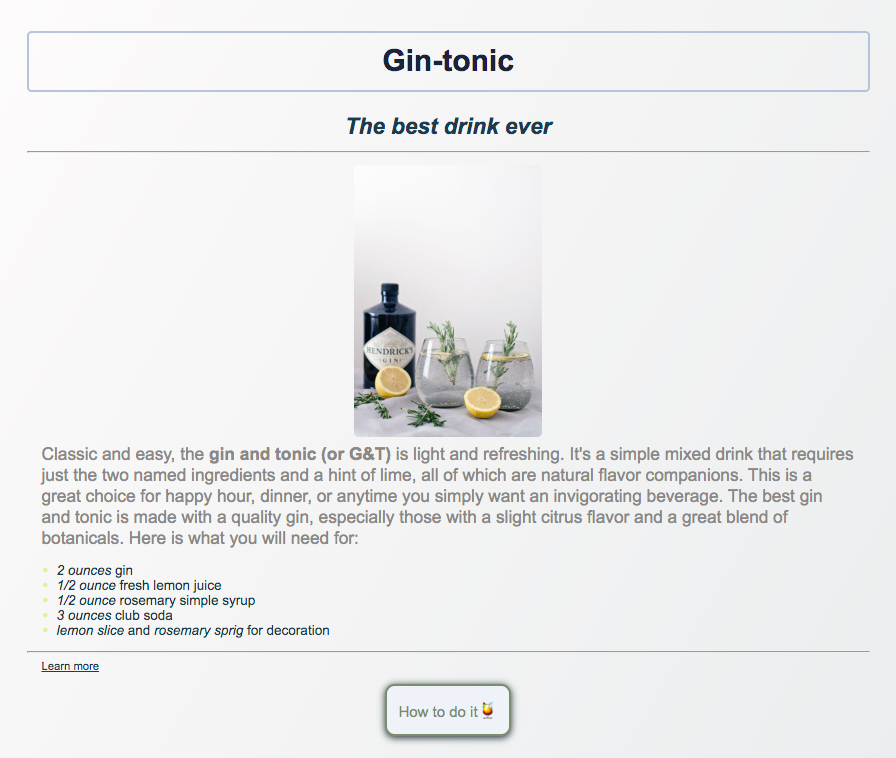 Gin-tonic
The best drink ever
HENDRICK'S
GIN
Classic and easy, the gin and tonic (or G&T) is light and refreshing. It's a simple mixed drink that requires
just the two named ingredients and a hint of lime, all of which are natural flavor companions. This is a
great choice for happy hour, dinner, or anytime you simply want an invigorating beverage. The best gin
and tonic is made with a quality gin, especially those with a slight citrus flavor and a great blend of
botanicals. Here is what you will need for:
2 ounces gin
1/2 ounce fresh lemon juice
1/2 ounce rosemary simple syrup
3 ounces club soda
lemon slice and rosemary sprig for decoration
Learn more
How to do it🍹